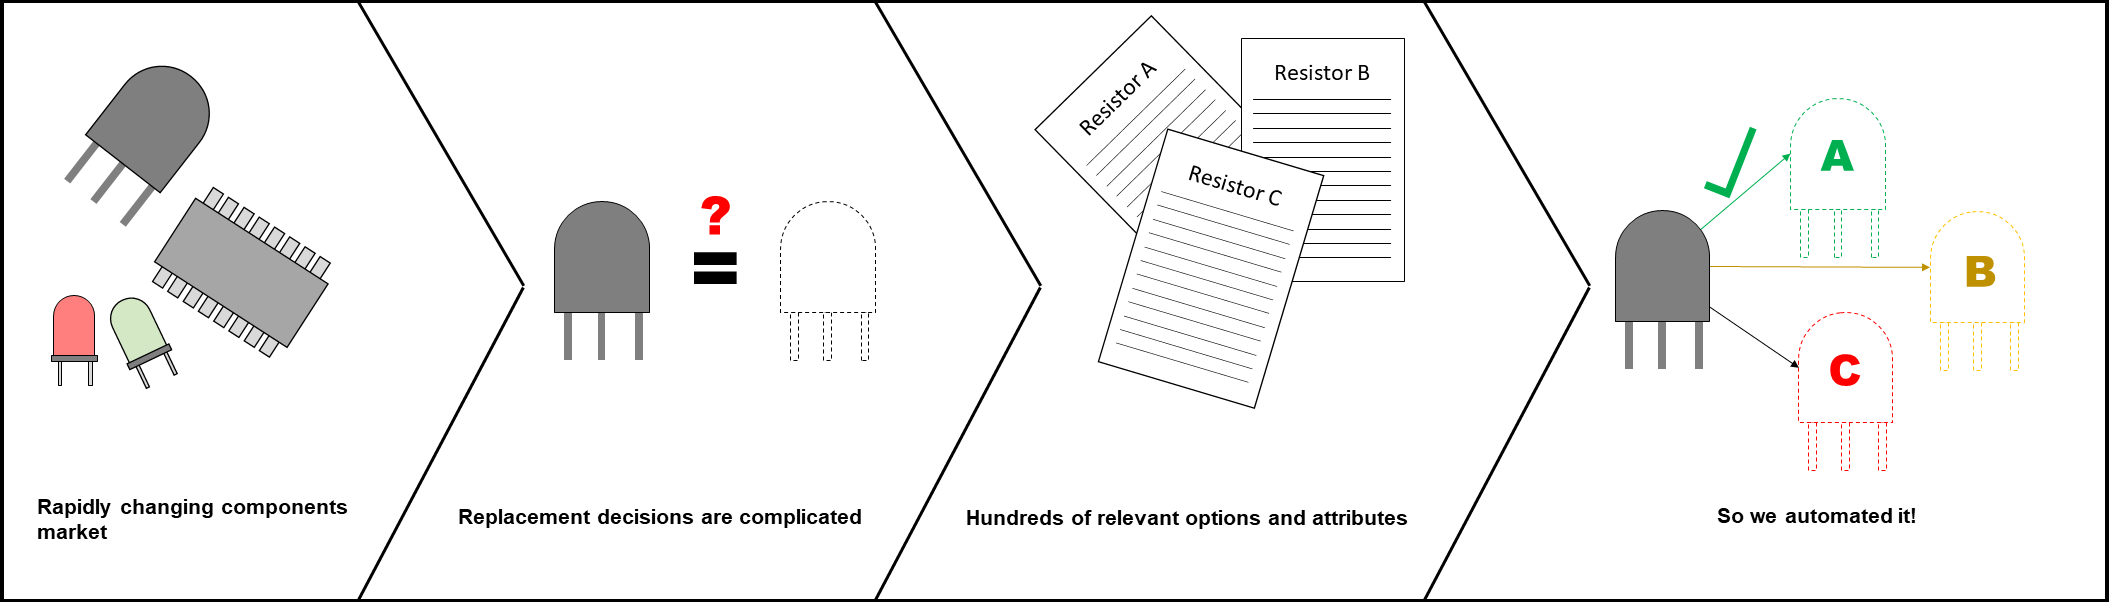 Rapidly changing components
market
?
=
Replacement decisions are complicated
Resistor A
Resistor B
Resistor C
Hundreds of relevant options and attributes
A
B
C
So we automated it!